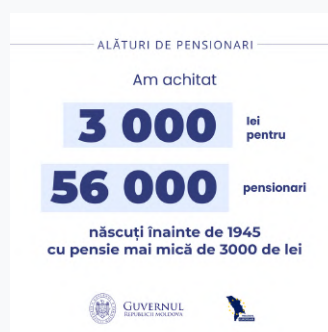 ALĂTURI DE PENSIONARI
Am achitat
3 000 lei pentru
56 000 pensionari
născuți înainte de 1945
cu pensie mai mică de 3000 de lei
GUVERNUL
REPUBLICII MOLDOVA